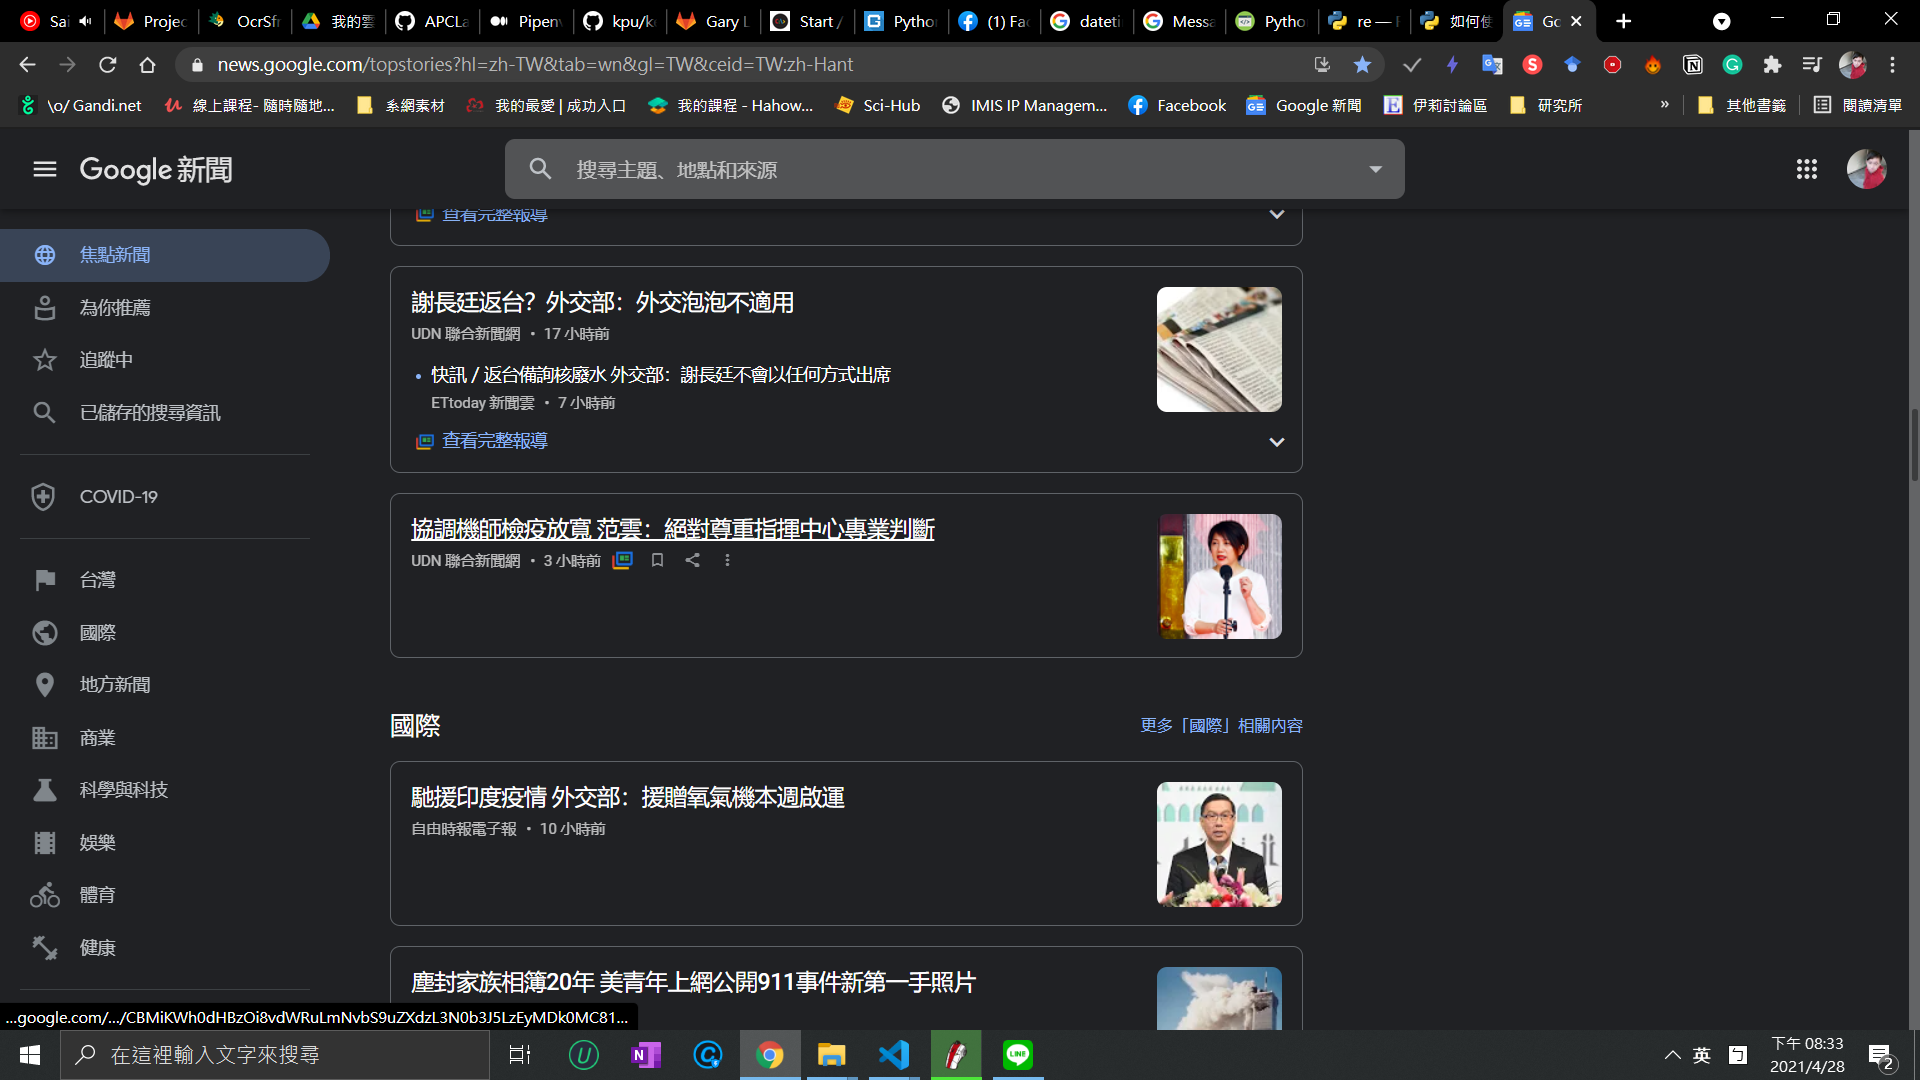 Sai
Projec
OcrSfr
我的雲
APCLa
Pipenv
kpu/k
Gary L
Start /
Pytho
(1) Fac
dateti
Messa
Pytho
re — F
如何使
Go
news.google.com/topstories?hl=zh-TW&tab=wn&gl=TW&ceid=TW:zh-Hant
\o/ Gandi.net
線上課程- 隨時隨地...
系網素材
我的最愛 | 成功入口
我的課程 - Hahow...
Sci-Hub
IMIS IP Managem...
Facebook
Google 新聞
伊莉討論區
研究所
»
其他書籤
閱讀清單
Google 新聞
搜尋主題、地點和來源
焦點新聞
為你推薦
追蹤中
已儲存的搜尋資訊
COVID-19
台灣
國際
地方新聞
商業
科學與科技
娛樂
體育
健康
查看完整報導
謝長廷返台？外交部：外交泡泡不適用
UDN 聯合新聞網 • 17 小時前
• 快訊 / 返台備詢核廢水 外交部：謝長廷不會以任何方式出席
ETtoday 新聞雲 • 7 小時前
查看完整報導
協調機師檢疫放寬 范雲：絕對尊重指揮中心專業判斷
UDN 聯合新聞網 • 3 小時前
國際
更多「國際」相關內容
馳援印度疫情 外交部：援贈氧氣機本週啟運
自由時報電子報 • 10 小時前
塵封家族相簿20年 美青年上網公開911事件新第一手照片
...google.com/.../CBMiKWh0dHBzOi8vdWRuLmNvbS9uZXdzL3N0b3J5LzEyMDk0MC81...
在這裡輸入文字來搜尋
英
下午 08:33
2021/4/28
2